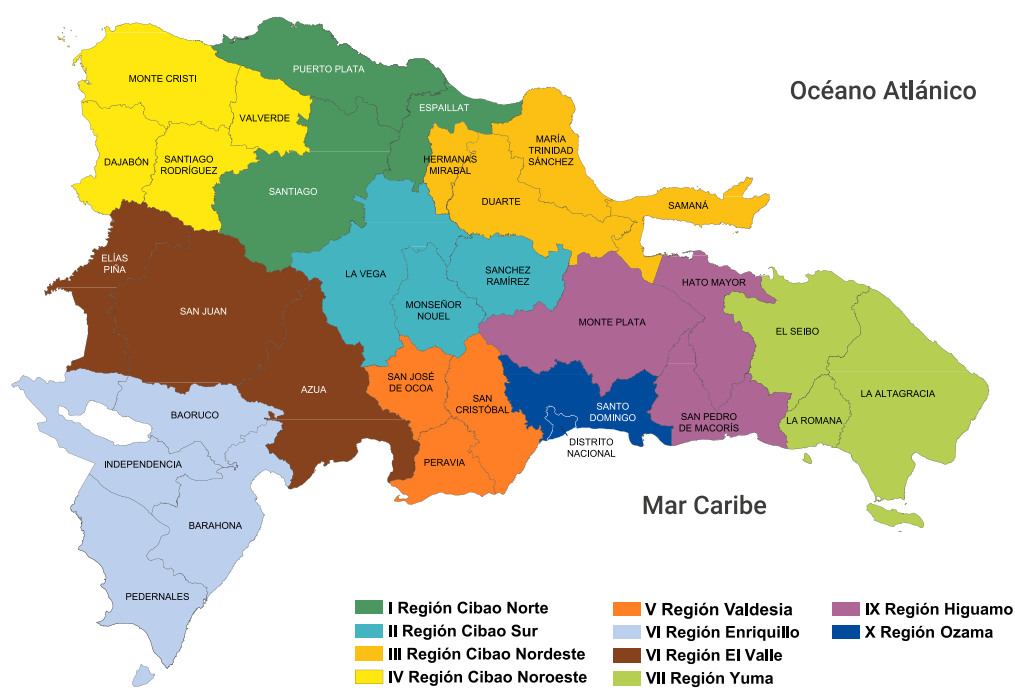 PUERTO PLATA
MONTE CRISTI
Océano Atlánico
ESPAILLAT
VALVERDE
MARÍA
TRINIDAD
SÁNCHEZ
DAJABÓN
SANTIAGO
RODRÍGUEZ
HERMANAS
MIRABAL
SANTIAGO
DUARTE
SAMANÁ
ELÍAS
PIÑA
LA VEGA
SANCHEZ
RAMÍREZ
HATO MAYOR
SAN JUAN
MONSEÑOR
NOUEL
MONTE PLATA
EL SEIBO
SAN JOSÉ
DE OCOA
AZUA
LA ALTAGRACIA
SAN
CRISTÓBAL
SANTO
DOMINGO
BAORUCO
SAN PEDRO
DE MACORÍS
LA ROMANA
DISTRITO
NACIONAL
INDEPENDENCIA
PERAVIA
Mar Caribe
BARAHONA
PEDERNALES
I Región Cibao Norte
II Región Cibao Sur
III Región Cibao Nordeste
IV Región Cibao Noroeste
V Región Valdesia
VI Región Enriquillo
VI Región El Valle
VII Región Yuma
IX Región Higuamo
X Región Ozama